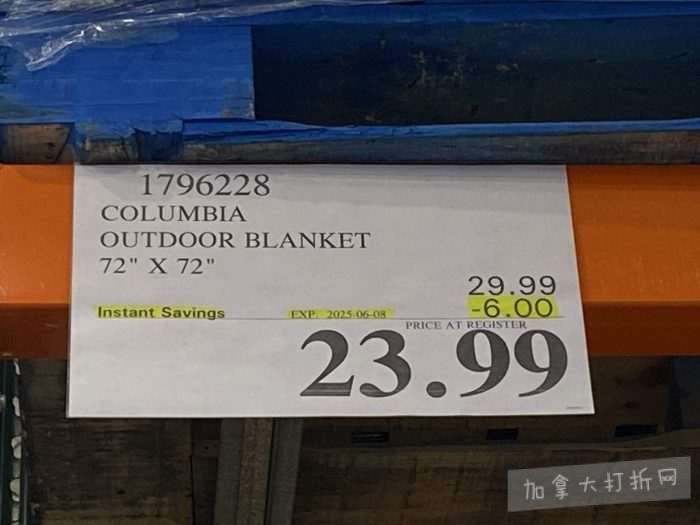 1796228
COLUMBIA
OUTDOOR BLANKET
72" X 72"
29.99
Instant Savings EXP. 2025-06-08 -6.00
PRICE AT REGISTER
23.99
加拿大打折网